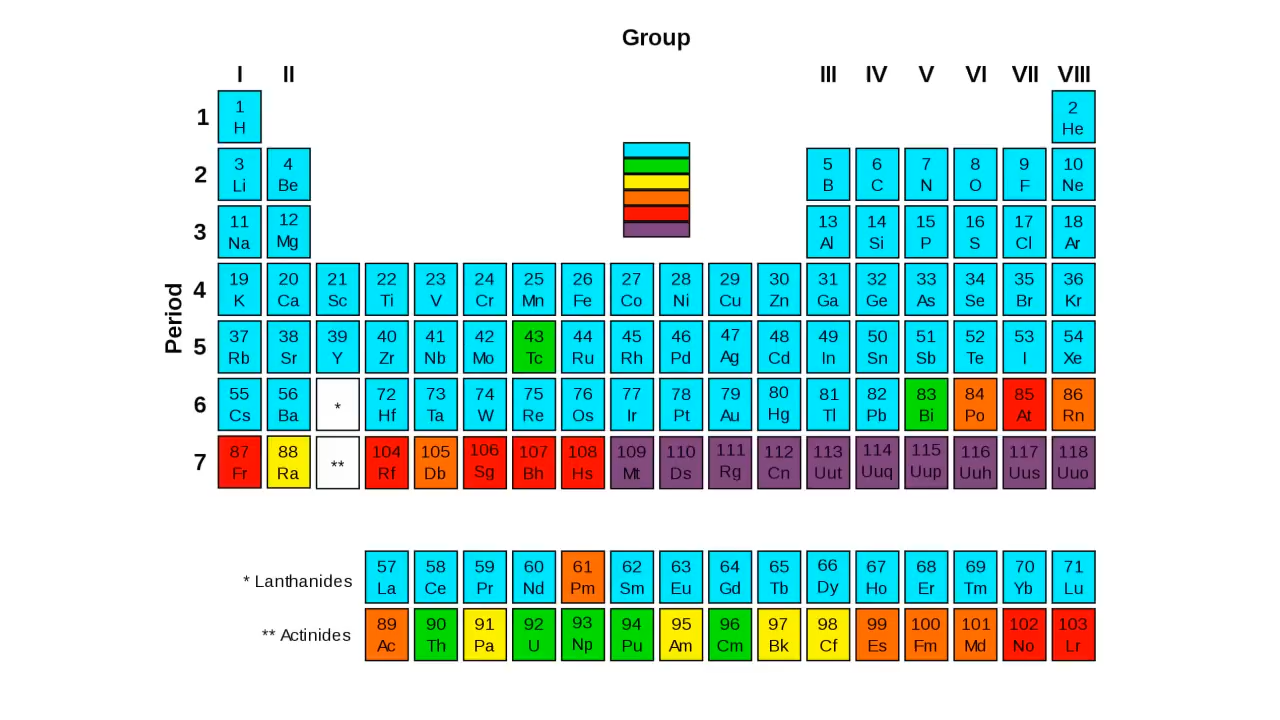 Group
I II III IV V VI VII VIII
1 2
1 H He
3 4 5 6 7 8 9 10
2 Li Be B C N O F Ne
11 12 13 14 15 16 17 18
3 Na Mg Al Si P S Cl Ar
Period
19 20 21 22 23 24 25 26 27 28 29 30 31 32 33 34 35 36
4 K Ca Sc Ti V Cr Mn Fe Co Ni Cu Zn Ga Ge As Se Br Kr
37 38 39 40 41 42 43 44 45 46 47 48 49 50 51 52 53 54
5 Rb Sr Y Zr Nb Mo Tc Ru Rh Pd Ag Cd In Sn Sb Te I Xe
55 56 72 73 74 75 76 77 78 79 80 81 82 83 84 85 86
6 Cs Ba * Hf Ta W Re Os Ir Pt Au Hg Tl Pb Bi Po At Rn
87 88 104 105 106 107 108 109 110 111 112 113 114 115 116 117 118
7 Fr Ra ** Rf Db Sg Bh Hs Mt Ds Rg Cn Uut Uuq Uup Uuh Uus Uuo
57 58 59 60 61 62 63 64 65 66 67 68 69 70 71
* Lanthanides La Ce Pr Nd Pm Sm Eu Gd Tb Dy Ho Er Tm Yb Lu
89 90 91 92 93 94 95 96 97 98 99 100 101 102 103
** Actinides Ac Th Pa U Np Pu Am Cm Bk Cf Es Fm Md No Lr